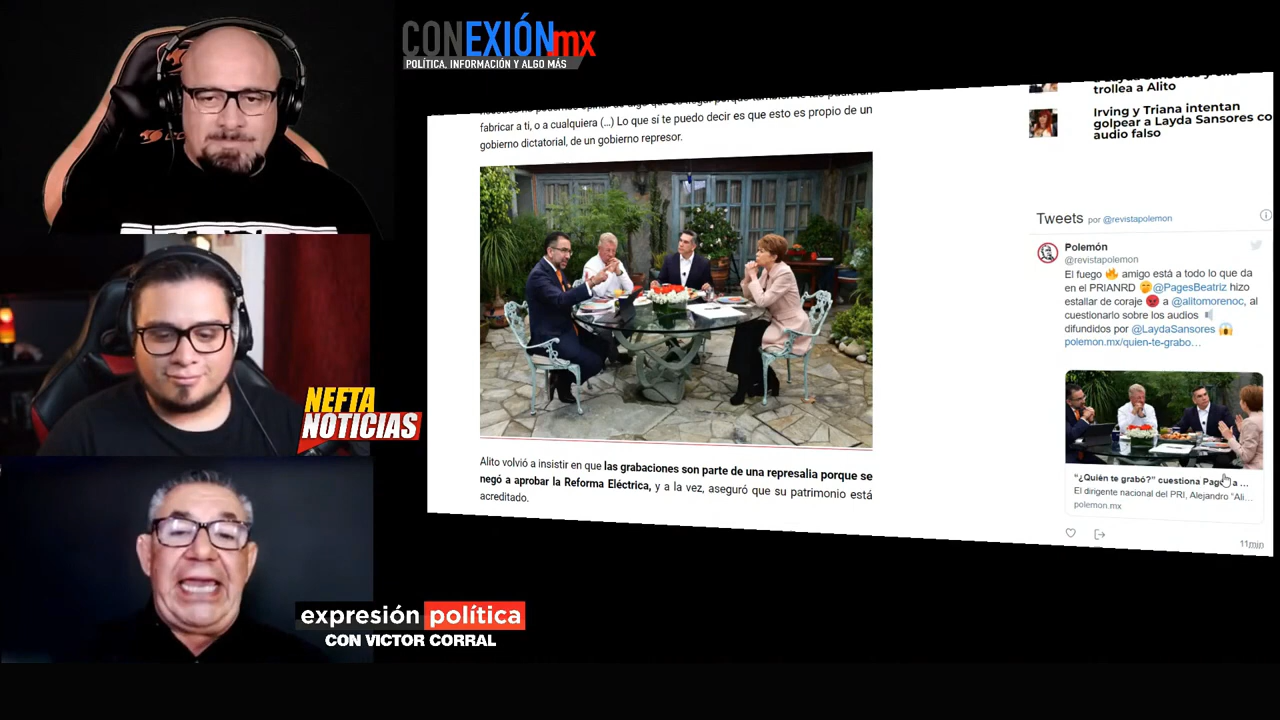 CONEXIÓNmx
POLÍTICA, INFORMACIÓN Y ALGO MÁS
NEFTA
NOTICIAS
expresión política
CON VICTOR CORRAL
fabricar a ti, o a cualquiera (...) Lo que sí te puedo decir es que esto es propio de un
gobierno dictatorial, de un gobierno represor.
Alito volvió a insistir en que las grabaciones son parte de una represalia porque se
negó a aprobar la Reforma Eléctrica, y a la vez, aseguró que su patrimonio está
acreditado.
trollea a Alito
Irving y Triana intentan
golpear a Layda Sansores co
audio falso
Tweets por @revistapolemon
Polemón
@revistapolemon
El fuego 🔥 amigo está a todo lo que da
en el PRIANRD 🤭 @PagesBeatriz hizo
estallar de coraje 😡 a @alitomorenoc, al
cuestionarlo sobre los audios 🔈
difundidos por @LaydaSansores 😱
polemon.mx/quien-te-grabo…
“¿Quién te grabó?” cuestiona a ...
El dirigente nacional del PRI, Alejandro “Ali...
polemon.mx
11min